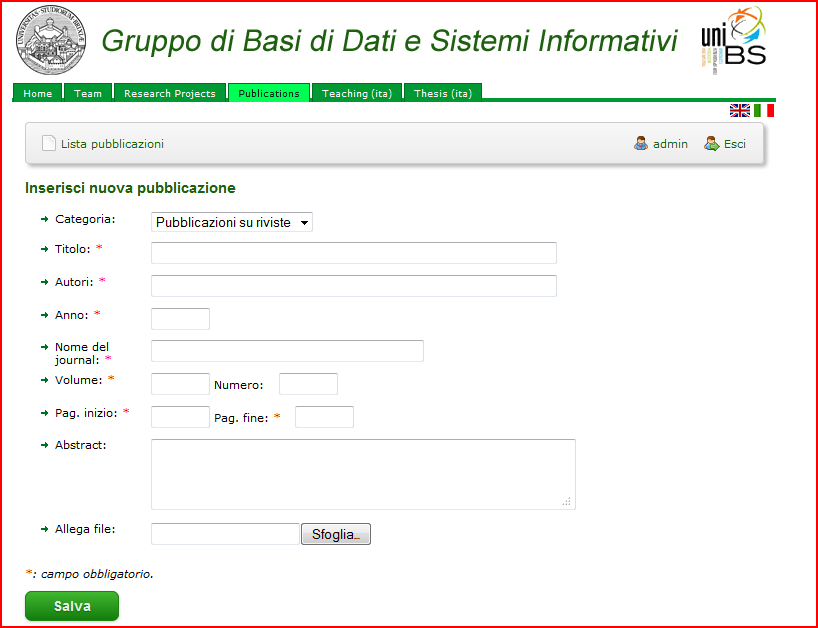 UNIVERSITAS STUDIORUM BRIXIAE
Gruppo di Basi di Dati e Sistemi Informativi
uni
BS
Home Team Research Projects Publications Teaching (ita) Thesis (ita)
Lista pubblicazioni admin Esci
Inserisci nuova pubblicazione
Categoria: Pubblicazioni su riviste
Titolo: *
Autori: *
Anno: *
Nome del
journal: *
Volume: * Numero:
Pag. inizio: * Pag. fine: *
Abstract:
Allega file: Sfoglia...
*: campo obbligatorio.
Salva